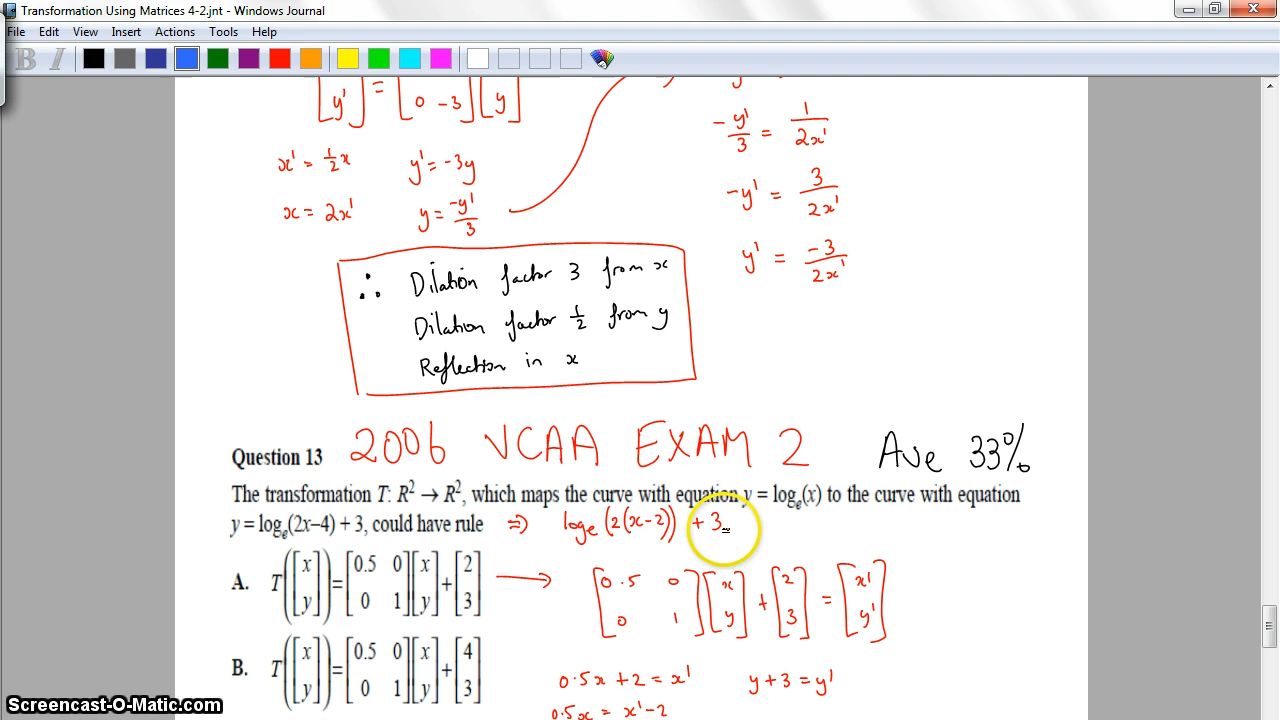 Transformation Using Matrices 4-2.jnt - Windows Journal
File Edit View Insert Actions Tools Help
B I
[y'] = [0 -3] [y]
x' = 1/2 x y' = -3y
x = 2x' y = -y'/3
-y'/3 = 1/2x'
-y' = 3/2x'
y' = -3/2x'
∴ Dilation factor 3 from x
Dilation factor 1/2 from y
Reflection in x
Question 13 2006 VCAA EXAM 2 Ave 33%
The transformation T: R² → R², which maps the curve with equation y = logₑ(x) to the curve with equation
y = logₑ(2x–4) + 3, could have rule ⇒ logₑ(2(x-2)) + 3
A. T([x y]) = [0.5 0 0 1][x y] + [2 3] → [0.5 0 0 1][x y] + [2 3] = [x' y']
B. T([x y]) = [0.5 0 0 1][x y] + [4 3]
0.5x + 2 = x' y + 3 = y'
0.5x = x' - 2
Screencast-O-Matic.com